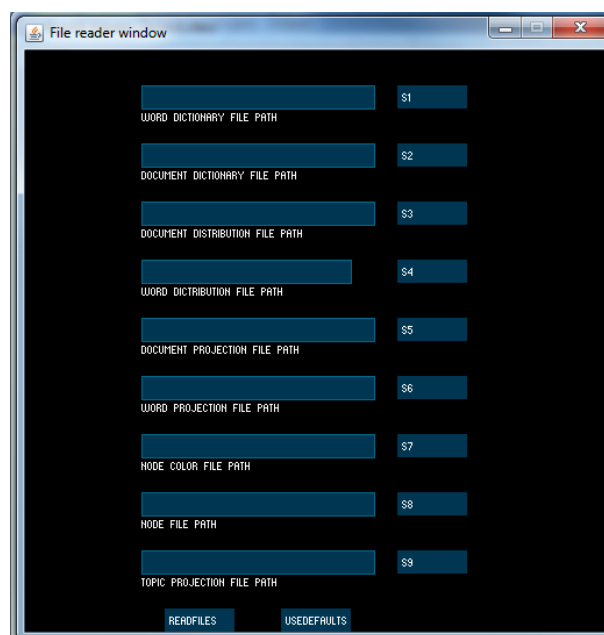 File reader window
S1
WORD DICTIONARY FILE PATH
S2
DOCUMENT DICTIONARY FILE PATH
S3
DOCUMENT DISTRIBUTION FILE PATH
S4
WORD DICTRIBUTION FILE PATH
S5
DOCUMENT PROJECTION FILE PATH
S6
WORD PROJECTION FILE PATH
S7
NODE COLOR FILE PATH
S8
NODE FILE PATH
S9
TOPIC PROJECTION FILE PATH
READFILES USEDEFAULTS